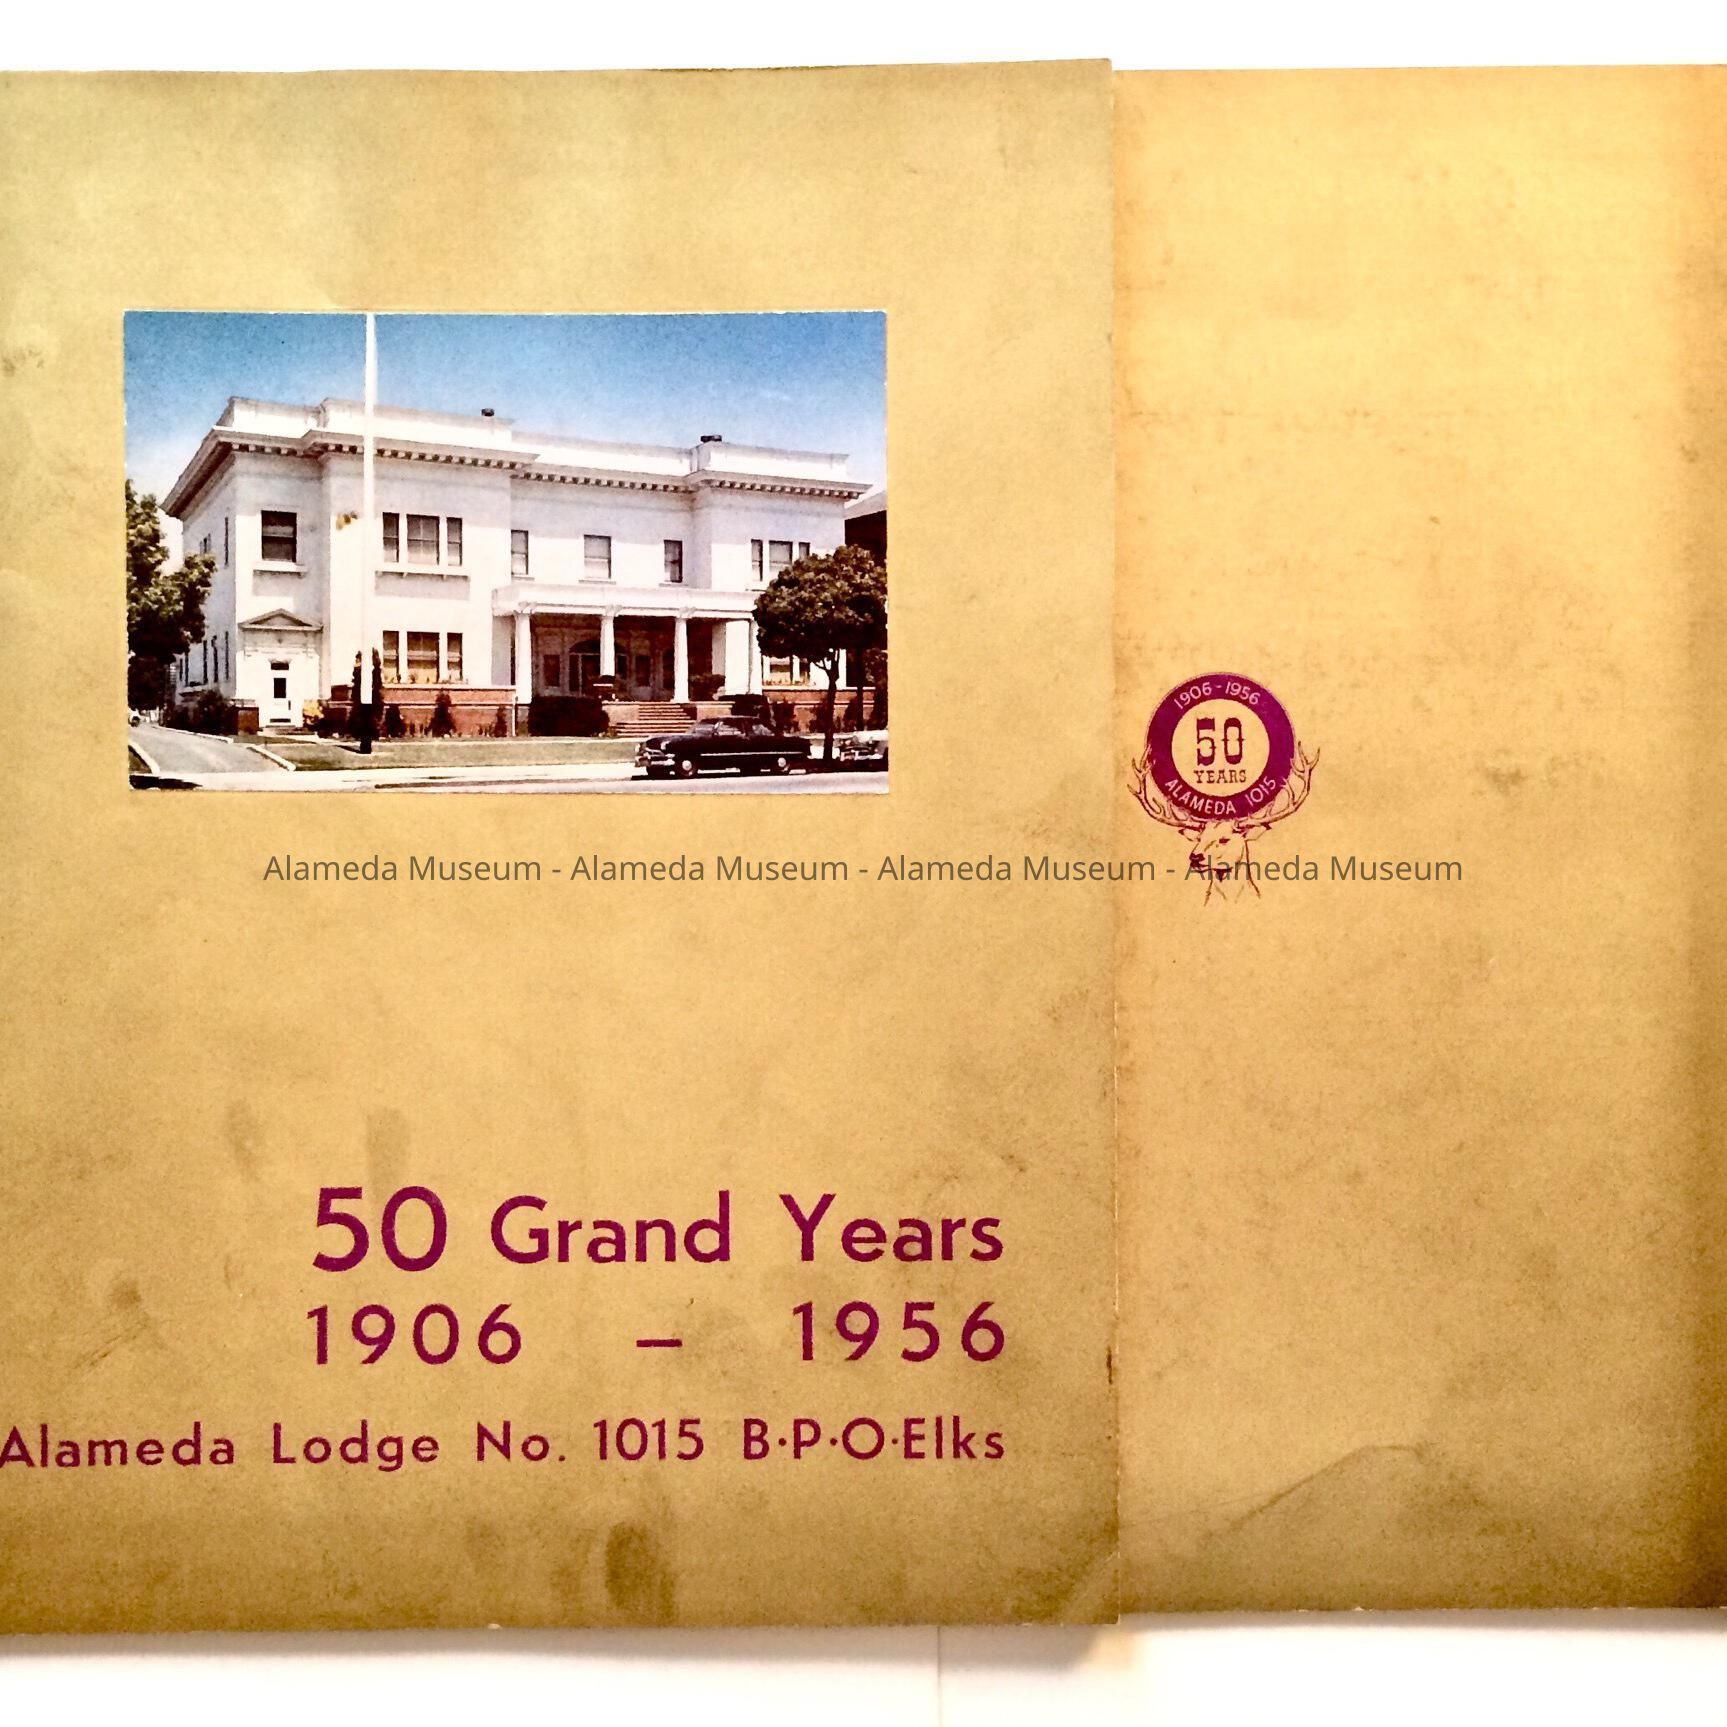 1906-1956
50
YEARS
ALAMEDA 1015
Alameda Museum - Alameda Museum - Alameda Museum - Alameda Museum
50 Grand Years
1906 – 1956
Alameda Lodge No. 1015 B·P·O·Elks